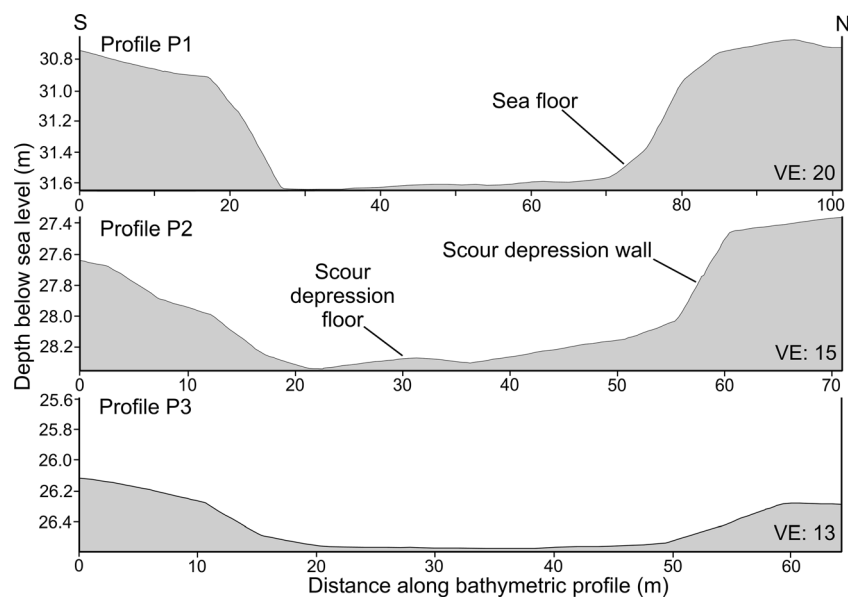 S
N
Profile P1
30.8
31.0
31.2
31.4
31.6
Sea floor
VE: 20
0
20
40
60
80
100
Depth below sea level (m)
Profile P2
27.4
27.6
27.8
28.0
28.2
Scour
depression
floor
Scour depression wall
VE: 15
0
10
20
30
40
50
60
70
Profile P3
25.6
25.8
26.0
26.2
26.4
VE: 13
0
10
20
30
40
50
60
Distance along bathymetric profile (m)